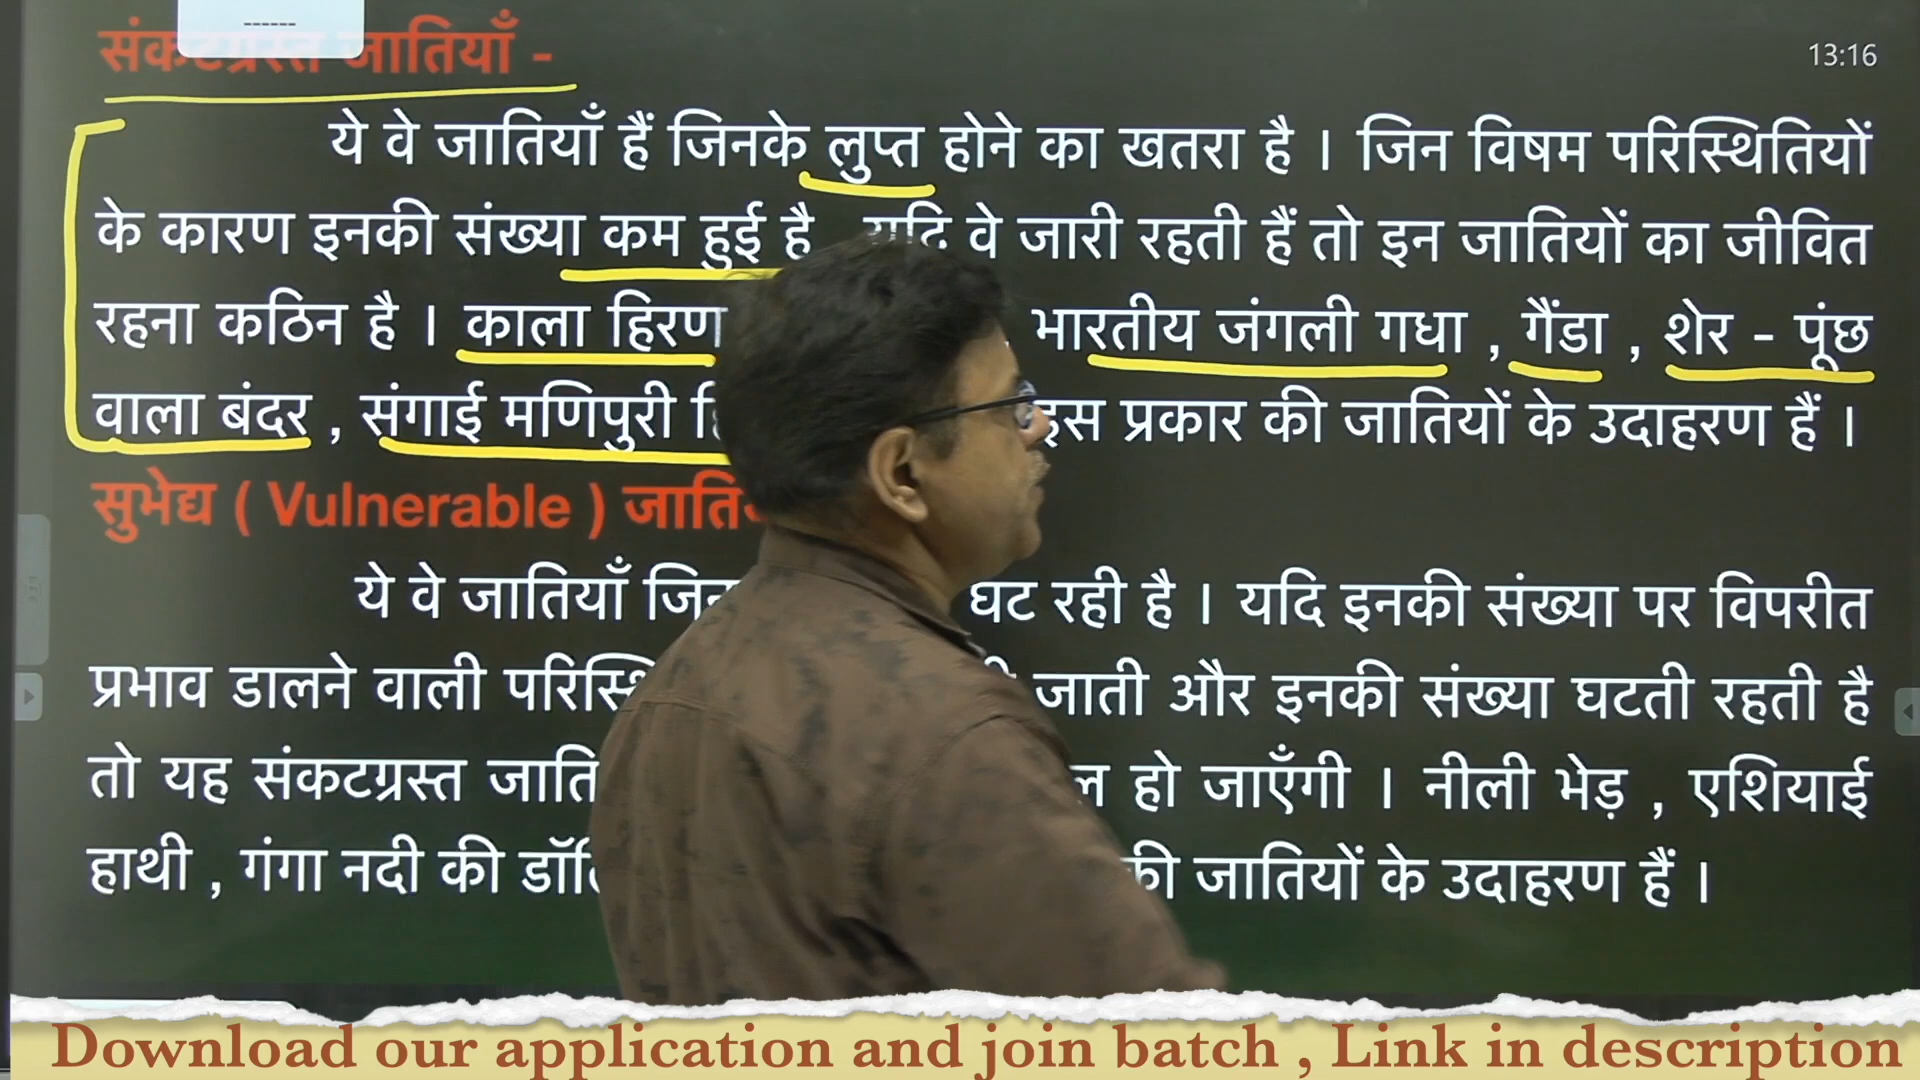 ------
संकटग्रस्त जातियाँ -
13:16
ये वे जातियाँ हैं जिनके लुप्त होने का खतरा है । जिन विषम परिस्थितियों
के कारण इनकी संख्या कम हुई है यदि वे जारी रहती हैं तो इन जातियों का जीवित
रहना कठिन है । काला हिरण भारतीय जंगली गधा , गैंडा , शेर - पूंछ
वाला बंदर , संगाई मणिपुरी इस प्रकार की जातियों के उदाहरण हैं ।
सुभेद्य ( Vulnerable )
ये वे जातियाँ घट रही है । यदि इनकी संख्या पर विपरीत
प्रभाव डालने वाली जाती और इनकी संख्या घटती रहती है
तो यह संकटग्रस्त हो जाएँगी । नीली भेड़ , एशियाई
हाथी , गंगा नदी की की जातियों के उदाहरण हैं ।
Download our application and join batch , Link in description